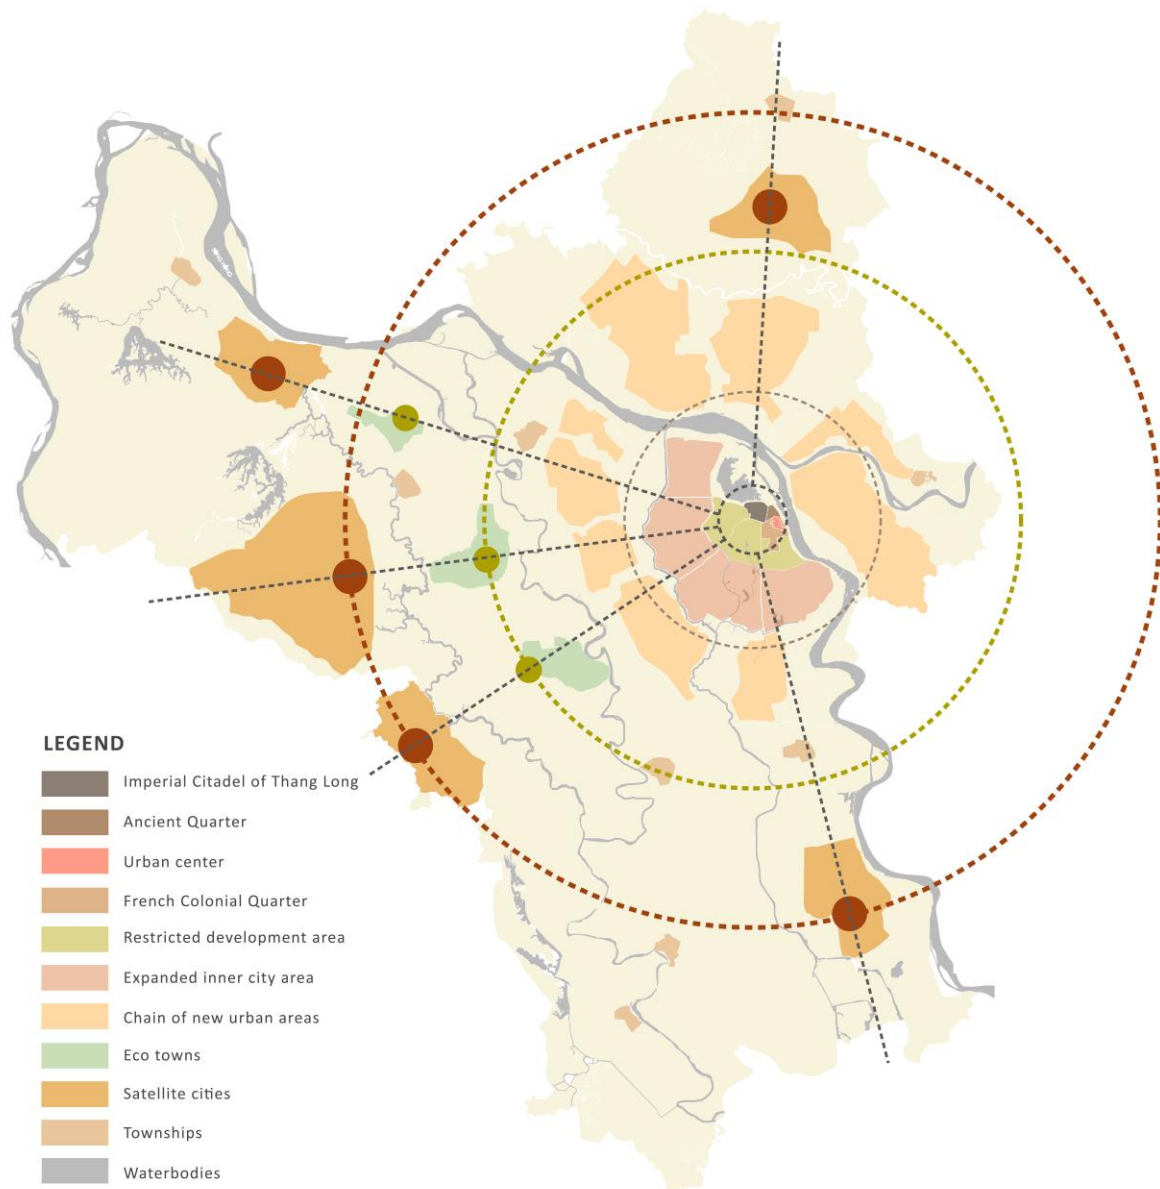 LEGEND
Imperial Citadel of Thang Long
Ancient Quarter
Urban center
French Colonial Quarter
Restricted development area
Expanded inner city area
Chain of new urban areas
Eco towns
Satellite cities
Townships
Waterbodies